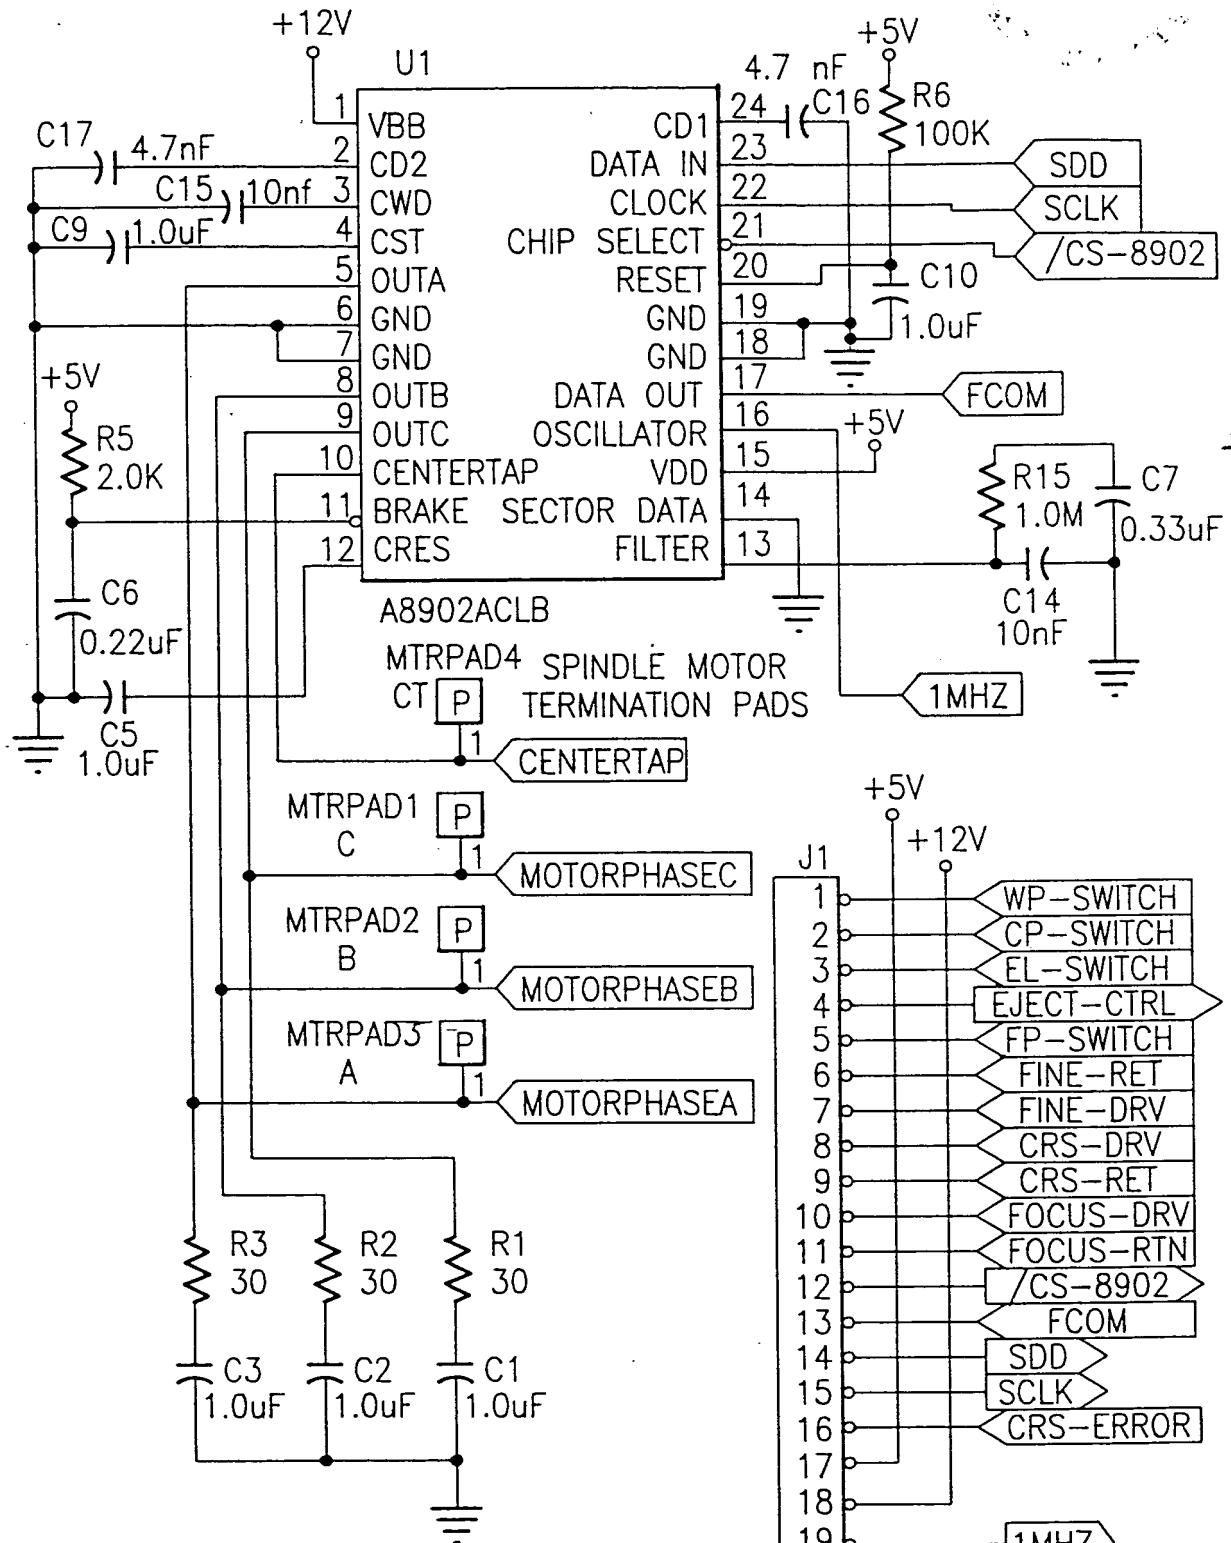 +12V
+5V
U1
4.7 nF
C16
R6
100K
C17
4.7nF
C15
10nf
C9
1.0uF
1
2
3
4
5
6
7
8
9
10
11
12
VBB
CD2
CWD
CST
OUTA
GND
GND
OUTB
OUTC
CENTERTAP
BRAKE
CRES
CD1
DATA IN
CLOCK
CHIP SELECT
RESET
GND
GND
DATA OUT
OSCILLATOR
VDD
SECTOR DATA
FILTER
24
23
22
21
20
19
18
17
16
15
14
13
SDD
SCLK
/CS-8902
C10
1.0uF
FCOM
+5V
+5V
R5
2.0K
R15
1.0M
C7
0.33uF
C14
10nF
C6
0.22uF
C5
1.0uF
A8902ACLB
1MHZ
MTRPAD4
CT
P
1
SPINDLE MOTOR
TERMINATION PADS
CENTERTAP
MTRPAD1
C
P
1
MOTORPHASEC
MTRPAD2
B
P
1
MOTORPHASEB
MTRPAD3
A
P
1
MOTORPHASEA
R3
30
R2
30
R1
30
C3
1.0uF
C2
1.0uF
C1
1.0uF
+5V
+12V
J1
1 WP-SWITCH
2 CP-SWITCH
3 EL-SWITCH
4 EJECT-CTRL
5 FP-SWITCH
6 FINE-RET
7 FINE-DRV
8 CRS-DRV
9 CRS-RET
10 FOCUS-DRV
11 FOCUS-RTN
12 /CS-8902
13 FCOM
14 SDD
15 SCLK
16 CRS-ERROR
17
18
19 1MHZ